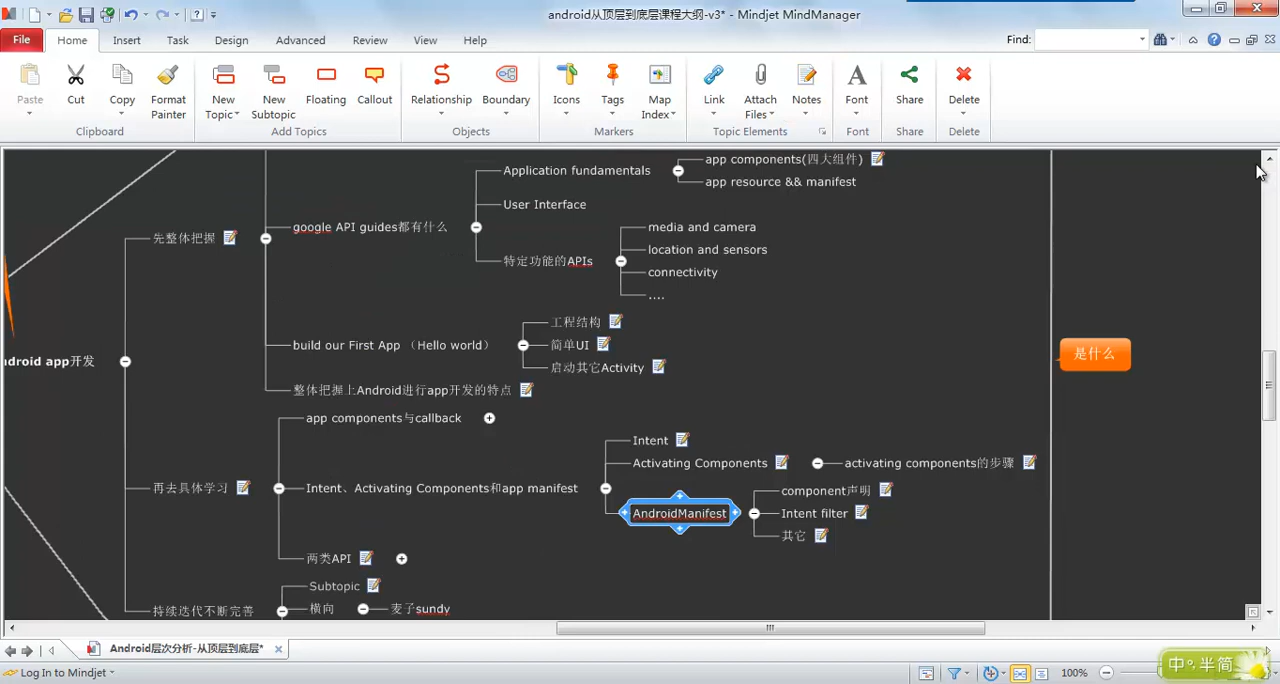 android从顶层到底层课程大纲-v3* - Mindjet MindManager
File Home Insert Task Design Advanced Review View Help Find:
Paste Cut Copy Format Painter Clipboard
New Topic New Subtopic Floating Callout Add Topics
Relationship Boundary Objects
Icons Tags Map Index Markers
Link Attach Files Notes Topic Elements
Font Font
Share Share
Delete Delete
app components(四大组件)
Application fundamentals
app resource && manifest
User Interface
google API guides都有什么
media and camera
先整体把握
location and sensors
特定功能的APIs
connectivity
....
工程结构
build our First App （Hello world）
简单UI
是什么
ndroid app开发
启动其它Activity
整体把握上Android进行app开发的特点
app components与callback
Intent
Activating Components
activating components的步骤
再去具体学习
Intent、Activating Components和app manifest
component声明
AndroidManifest
Intent filter
其它
两类API
Subtopic
持续迭代不断完善
横向
麦子sundy
Android层次分析-从顶层到底层*
Log In to Mindjet
100%
中 半 简